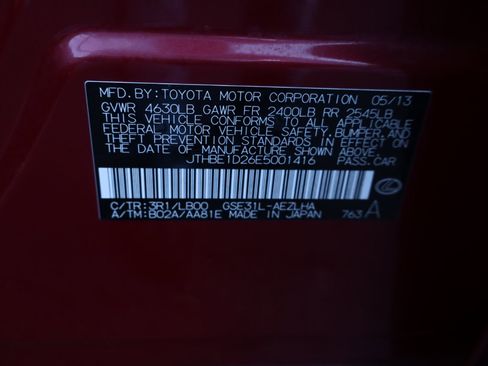 MFD.BY:TOYOTA MOTOR CORPORATION 05/13
GVWR 4630LB GAWR FR 2400LB RR 2545LB
THIS VEHICLE CONFORMS TO ALL APPLICABLE
FEDERAL MOTOR VEHICLE SAFETY,BUMPER,AND
THEFT PREVENTION STANDARDS IN EFFECT ON
THE DATE OF MANUFACTURE SHOWN ABOVE.
JTHBE1D26E5001416 PASS.CAR
C/TR:3R1/LB00 GSE31L-AEZLHA
A/TM:B02A/AA81E MADE IN JAPAN 763 A